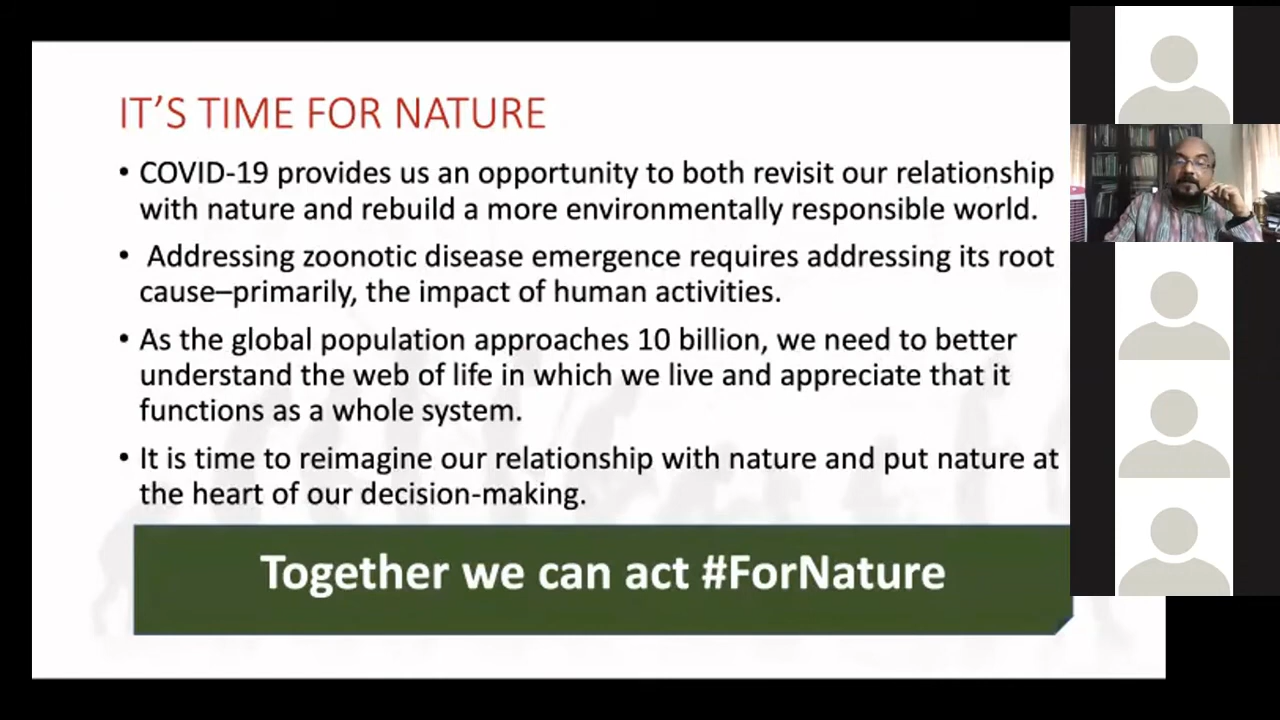 IT’S TIME FOR NATURE
• COVID-19 provides us an opportunity to both revisit our relationship
with nature and rebuild a more environmentally responsible world.
• Addressing zoonotic disease emergence requires addressing its root
cause–primarily, the impact of human activities.
• As the global population approaches 10 billion, we need to better
understand the web of life in which we live and appreciate that it
functions as a whole system.
• It is time to reimagine our relationship with nature and put nature at
the heart of our decision-making.
Together we can act #ForNature